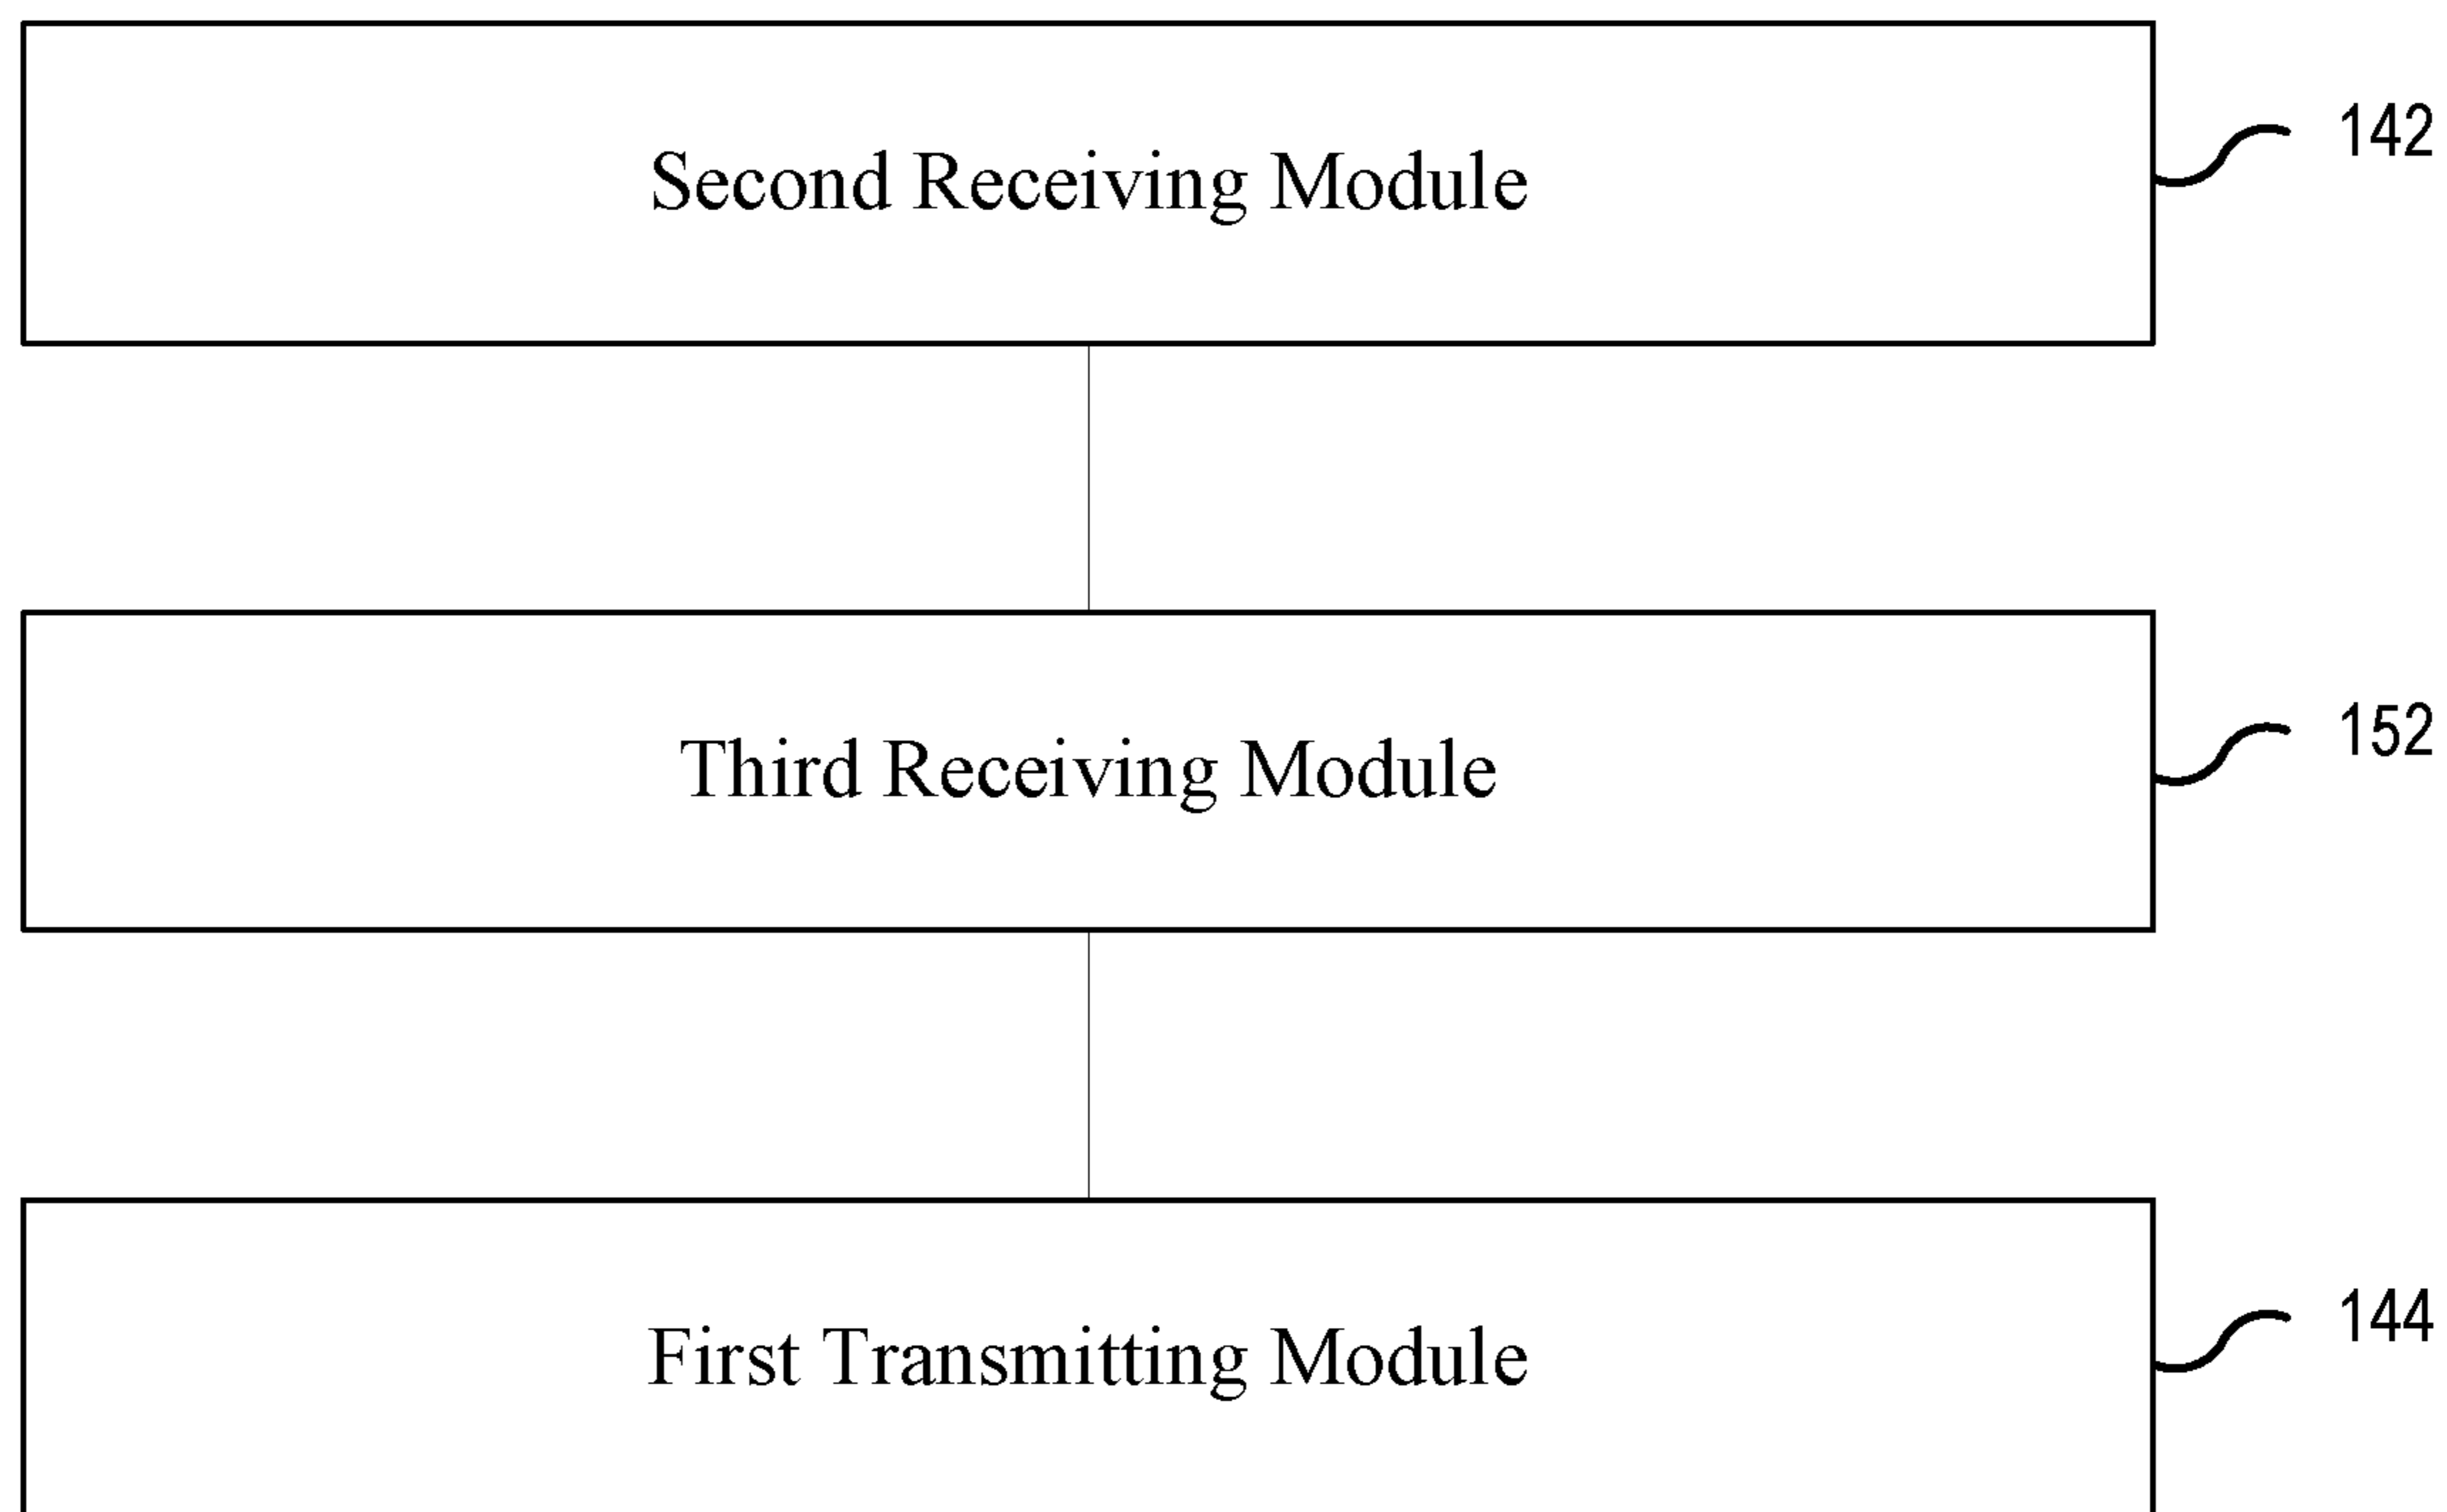 Second Receiving Module
142
Third Receiving Module
152
First Transmitting Module
144